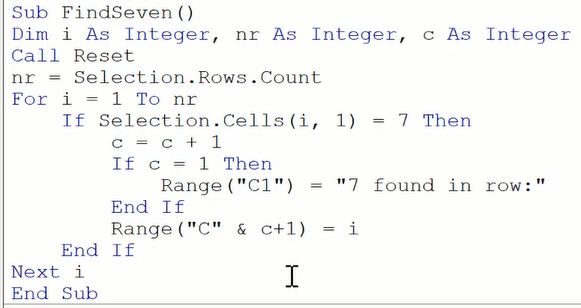 Sub FindSeven()
Dim i As Integer, nr As Integer, c As Integer
Call Reset
nr = Selection.Rows.Count
For i = 1 To nr
    If Selection.Cells(i, 1) = 7 Then
        c = c + 1
        If c = 1 Then
            Range("C1") = "7 found in row:"
        End If
        Range("C" & c+1) = i
    End If
Next i
End Sub